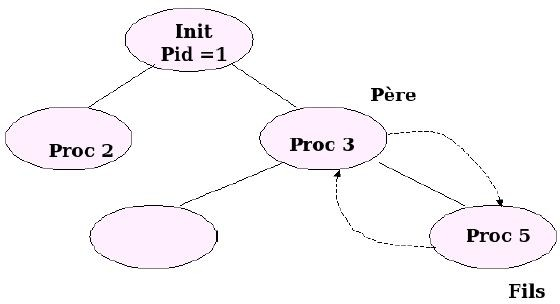 Init
Pid =1
Père
Proc 2
Proc 3
Proc 5
Fils